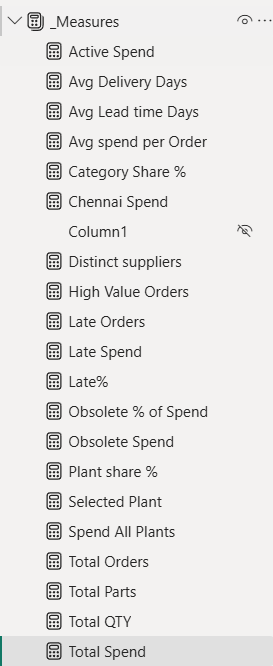 _Measures
Active Spend
Avg Delivery Days
Avg Lead time Days
Avg spend per Order
Category Share %
Chennai Spend
Column1
Distinct suppliers
High Value Orders
Late Orders
Late Spend
Late%
Obsolete % of Spend
Obsolete Spend
Plant share %
Selected Plant
Spend All Plants
Total Orders
Total Parts
Total QTY
Total Spend